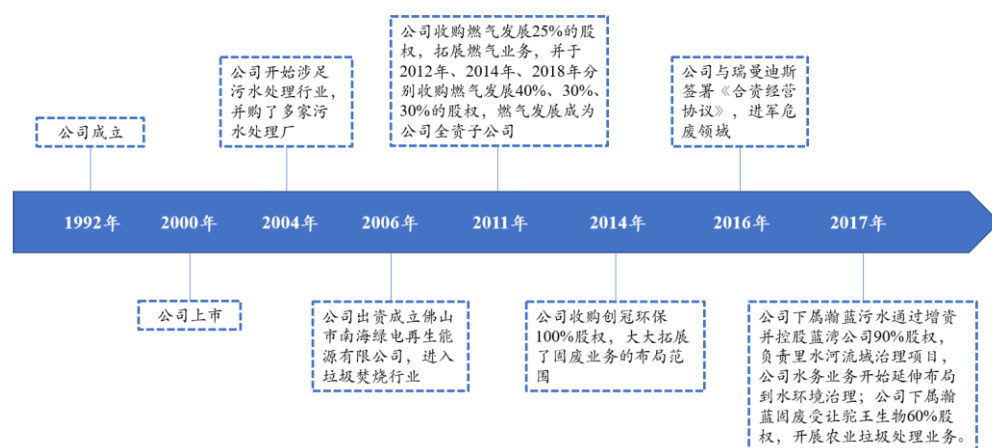 公司成立
公司开始涉足
污水处理行业，
并购了多家污
水处理厂
公司收购燃气发展25%的股
权，拓展燃气业务，并于
2012年、2014年、2018年分
别收购燃气发展40%、30%、
30%的股权，燃气发展成为
公司全资子公司
公司与瑞曼迪斯
签署《合资经营
协议》，进军危
废领域
1992年
2000年
2004年
2006年
2011年
2014年
2016年
2017年
公司上市
公司出资成立佛山
市南海绿电再生能
源有限公司，进入
垃圾焚烧行业
公司收购创冠环保
100%股权，大大拓展
了固废业务的布局范
围
公司下属瀚蓝污水通过增资
并控股蓝湾公司90%股权，
负责里水河流域治理项目，
公司水务业务开始延伸布局
到水环境治理；公司下属瀚
蓝固废受让驼王生物60%股
权，开展农业垃圾处理业务。